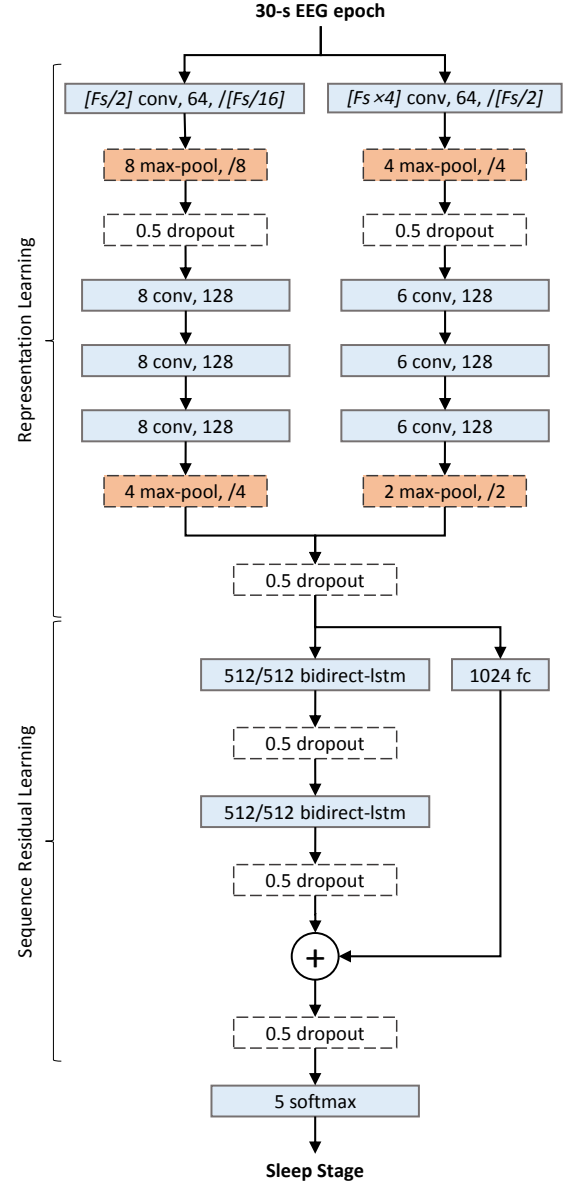 30-s EEG epoch
[Fs/2] conv, 64, /[Fs/16]
[Fs×4] conv, 64, /[Fs/2]
8 max-pool, /8
4 max-pool, /4
0.5 dropout
0.5 dropout
8 conv, 128
6 conv, 128
8 conv, 128
6 conv, 128
8 conv, 128
6 conv, 128
4 max-pool, /4
2 max-pool, /2
0.5 dropout
Representation Learning
512/512 bidirect-lstm
1024 fc
0.5 dropout
512/512 bidirect-lstm
0.5 dropout
+
0.5 dropout
Sequence Residual Learning
5 softmax
Sleep Stage